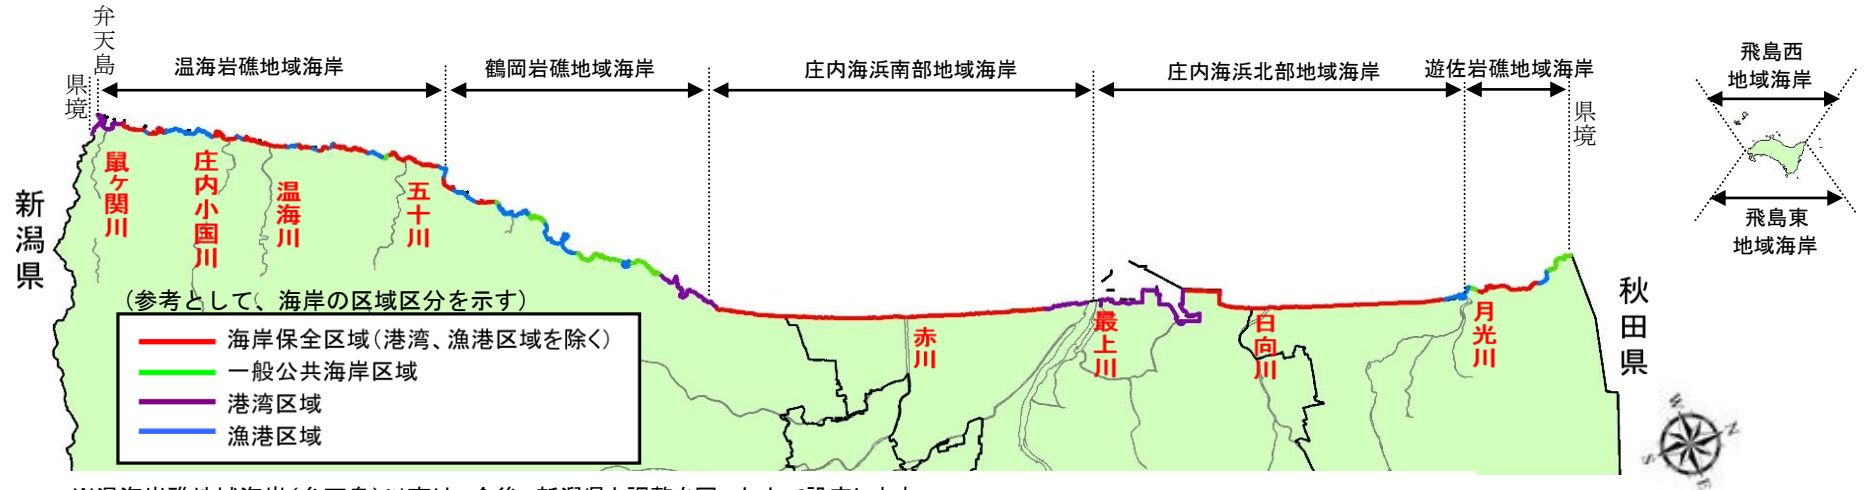 弁天島
県境
温海岩礁地域海岸
鶴岡岩礁地域海岸
庄内海浜南部地域海岸
庄内海浜北部地域海岸
遊佐岩礁地域海岸
県境
飛島西
地域海岸
飛島東
地域海岸
新潟県
鼠ケ関川
庄内小国川
温海川
五十川
赤川
最上川
日向川
月光川
秋田県
(参考として、海岸の区域区分を示す)
海岸保全区域(港湾、漁港区域を除く)
一般公共海岸区域
港湾区域
漁港区域
W
N
S
E